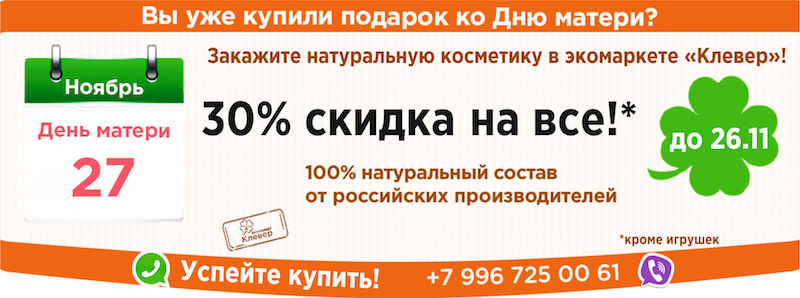 Вы уже купили подарок ко Дню матери?
Закажите натуральную косметику в экомаркете «Клевер»!
Ноябрь
День матери
27
30% скидка на все!*
до 26.11
100% натуральный состав
от российских производителей
Клевер
*кроме игрушек
Успейте купить! +7 996 725 00 61